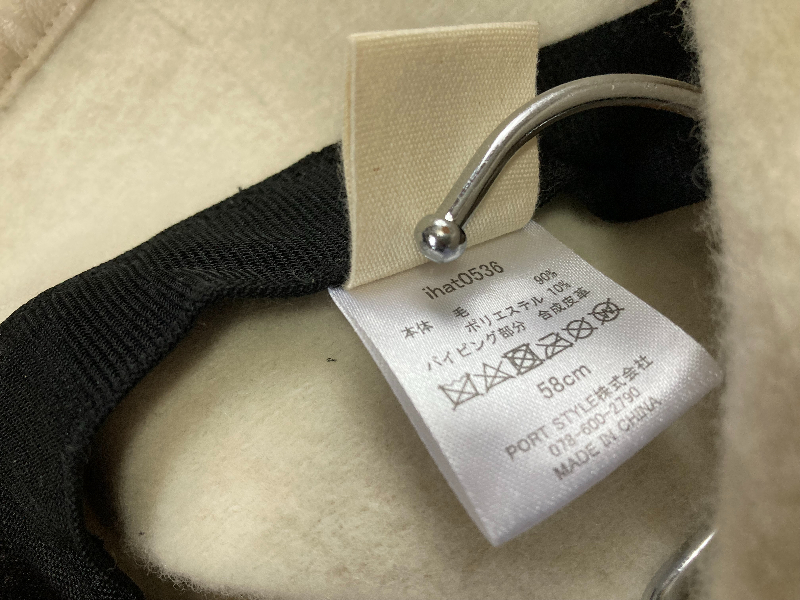 ihat0536
本体 毛 90%
ポリエステル 10%
パイピング部分 合成皮革
58cm
PORT STYLE株式会社
078-600-2790
MADE IN CHINA